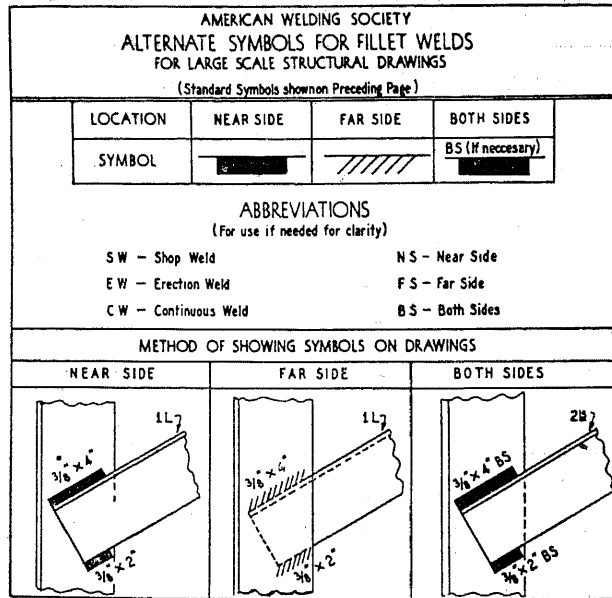 AMERICAN WELDING SOCIETY
ALTERNATE SYMBOLS FOR FILLET WELDS
FOR LARGE SCALE STRUCTURAL DRAWINGS
(Standard Symbols shownon Preceding Page)
LOCATION NEAR SIDE FAR SIDE BOTH SIDES
SYMBOL BS (If neccesary)
ABBREVIATIONS
(For use if needed for clarity)
SW – Shop Weld NS – Near Side
EW – Erection Weld FS – Far Side
CW – Continuous Weld BS – Both Sides
METHOD OF SHOWING SYMBOLS ON DRAWINGS
NEAR SIDE FAR SIDE BOTH SIDES
1L
3/8" x 4"
3/8" x 2"
1L
3/8" x 4"
3/8" x 2"
3/8" x 4" BS
3/8" x 2" BS